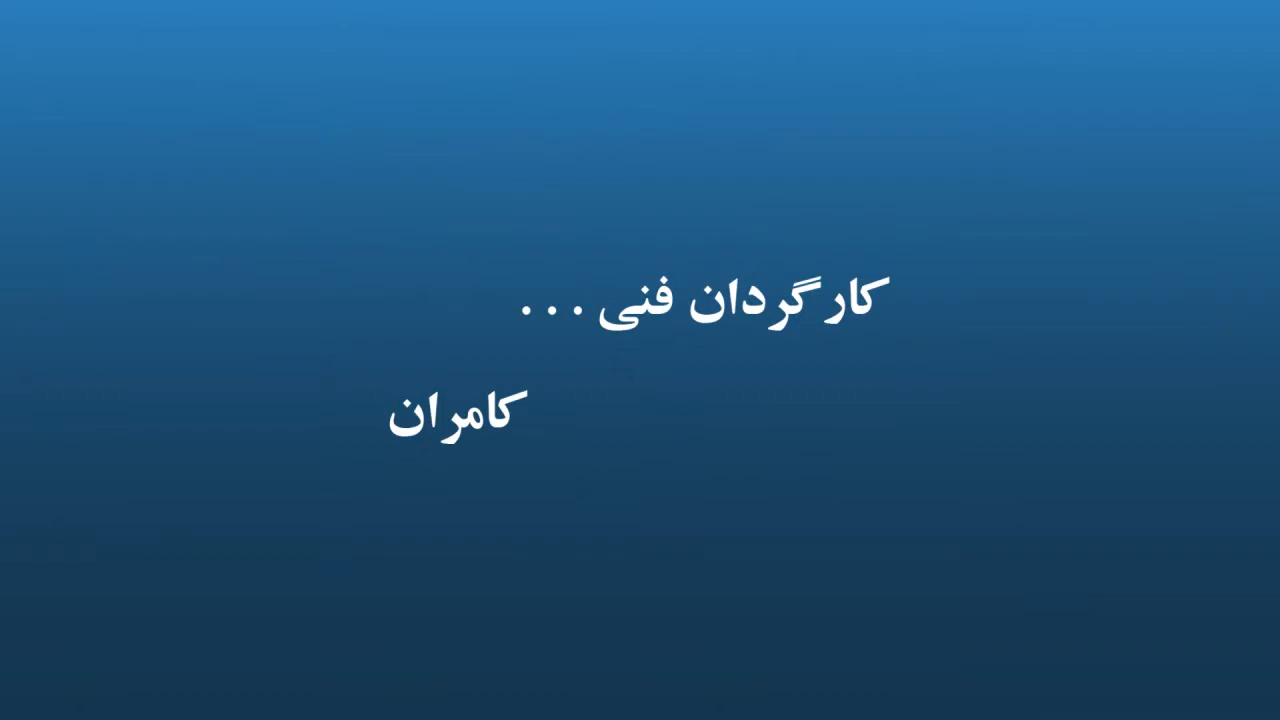 کارگردان فنی . . .
کامران